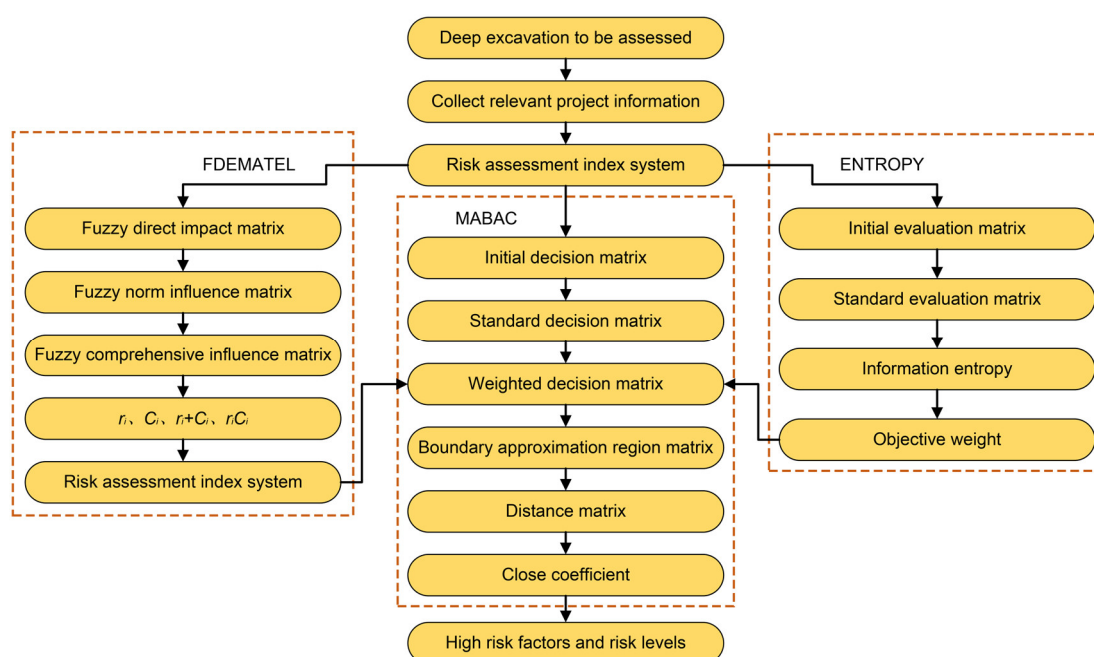 Deep excavation to be assessed
Collect relevant project information
Risk assessment index system
FDEMATEL
Fuzzy direct impact matrix
Fuzzy norm influence matrix
Fuzzy comprehensive influence matrix
rᵢ、Cᵢ、rᵢ+Cᵢ、rᵢCᵢ
Risk assessment index system
MABAC
Initial decision matrix
Standard decision matrix
Weighted decision matrix
Boundary approximation region matrix
Distance matrix
Close coefficient
ENTROPY
Initial evaluation matrix
Standard evaluation matrix
Information entropy
Objective weight
High risk factors and risk levels